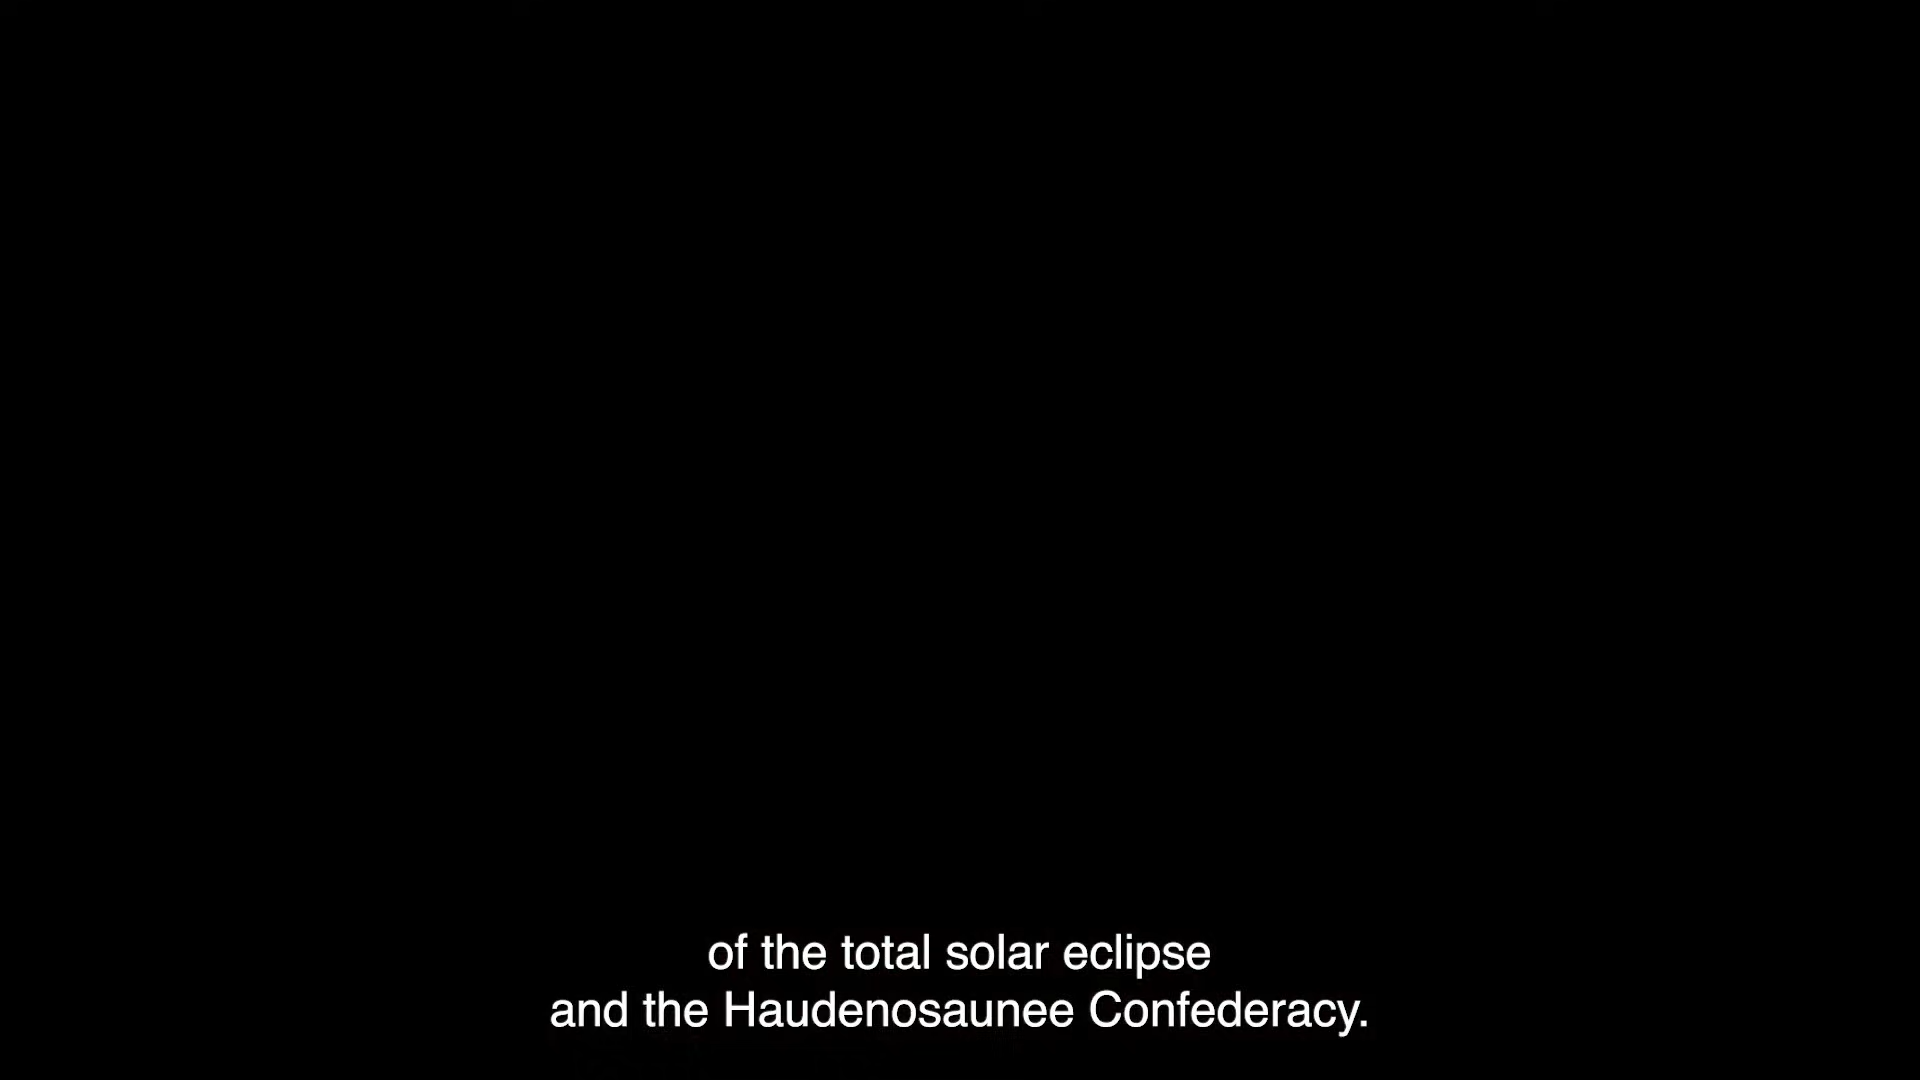 of the total solar eclipse
and the Haudenosaunee Confederacy.